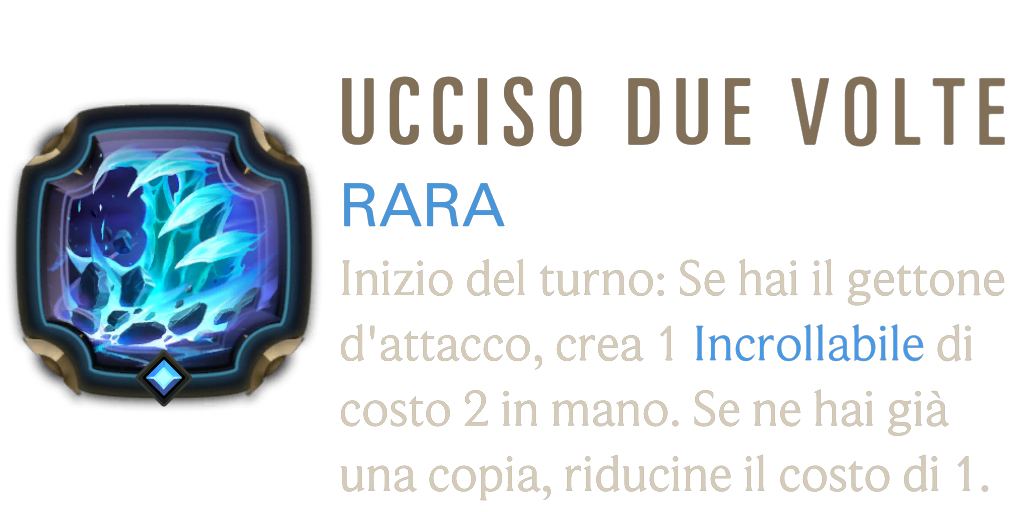 UCCISO DUE VOLTE
RARA
Inizio del turno: Se hai il gettone
d'attacco, crea 1 Incrollabile di
costo 2 in mano. Se ne hai già
una copia, riducine il costo di 1.